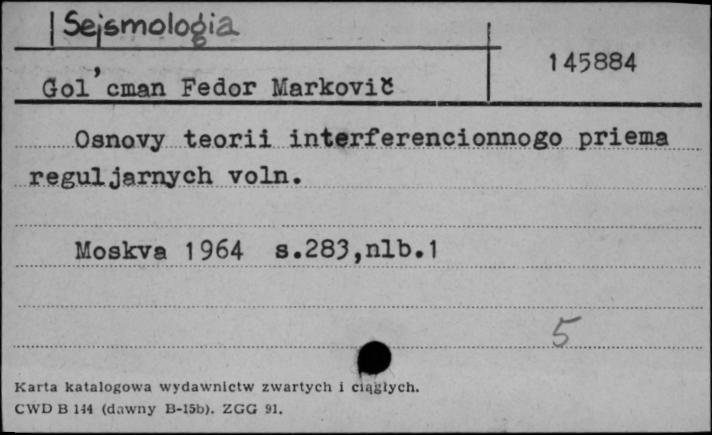 Sejsmologia
145884
Gol'cman Fedor Markovič
Osnovy teorii interferencionnogo priema
reguljarnych voln.
Moskva 1964 s.283,nlb.1
5
Karta katalogowa wydawnictw zwartych i ciągłych.
CWD B 144 (dawny B-15b). ZGG 91.